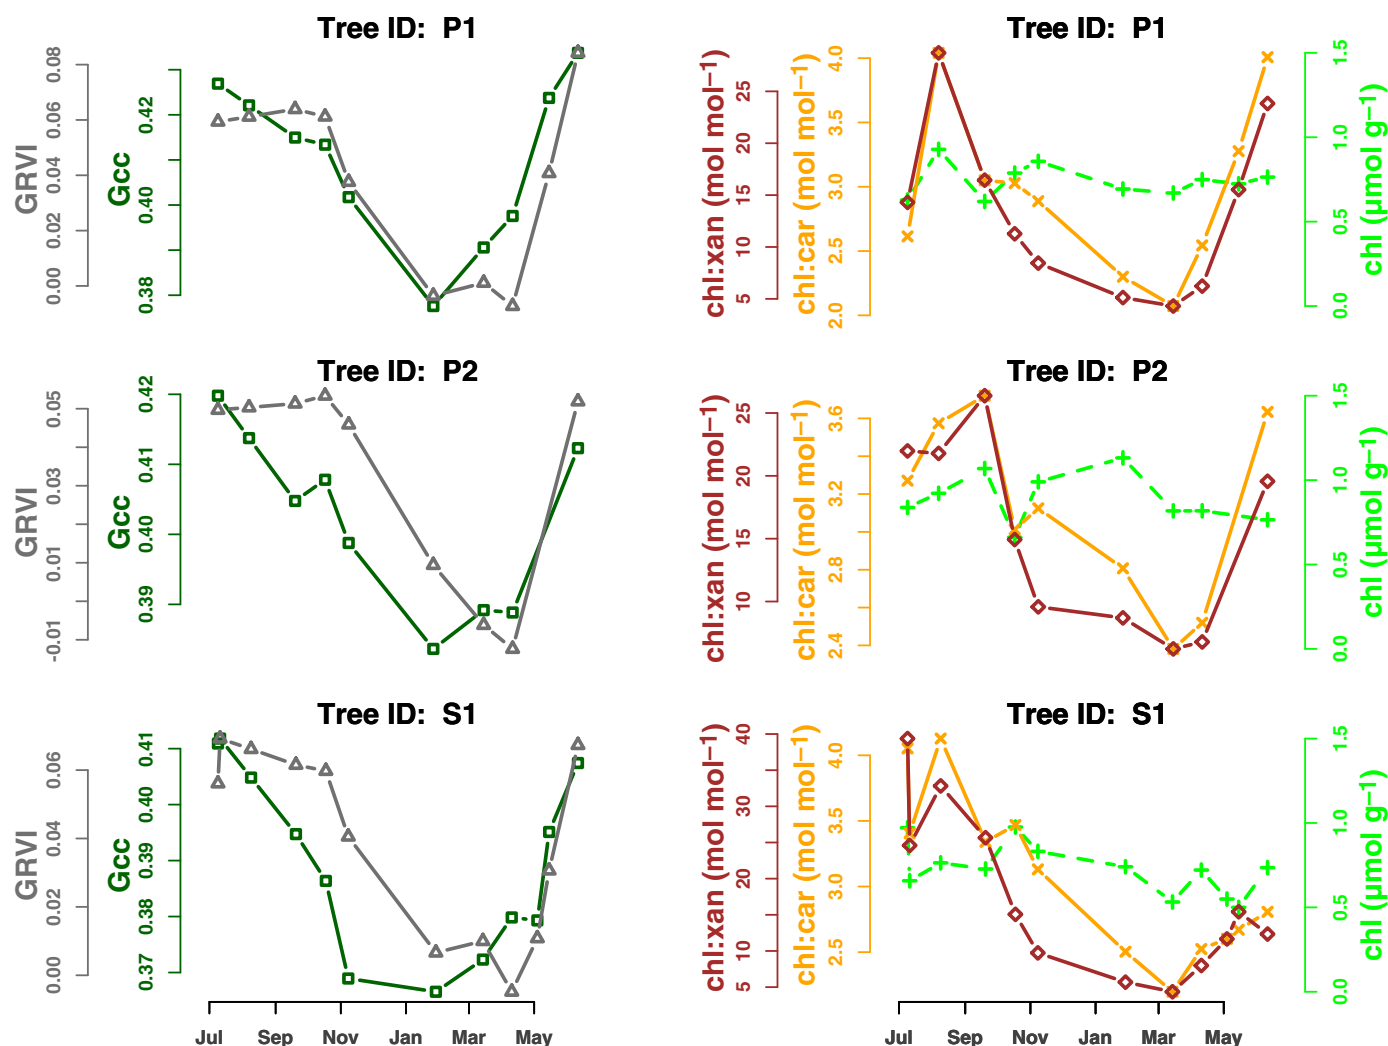 Tree ID:  P1
GRVI
0.00
0.02
0.04
0.06
0.08
Gcc
0.38
0.40
0.42
Tree ID:  P1
chl:xan (mol mol−1)
5
10
15
20
25
chl:car (mol mol−1)
2.0
2.5
3.0
3.5
4.0
chl (µmol g−1)
0.0
0.5
1.0
1.5
Tree ID:  P2
GRVI
-0.01
0.01
0.03
0.05
Gcc
0.39
0.40
0.41
0.42
Tree ID:  P2
chl:xan (mol mol−1)
10
15
20
25
chl:car (mol mol−1)
2.4
2.8
3.2
3.6
chl (µmol g−1)
0.0
0.5
1.0
1.5
Tree ID:  S1
GRVI
0.00
0.02
0.04
0.06
Gcc
0.37
0.38
0.39
0.40
0.41
Jul Sep Nov Jan Mar May
Tree ID:  S1
chl:xan (mol mol−1)
5
10
20
30
40
chl:car (mol mol−1)
2.5
3.0
3.5
4.0
chl (µmol g−1)
0.0
0.5
1.0
1.5
Jul Sep Nov Jan Mar May